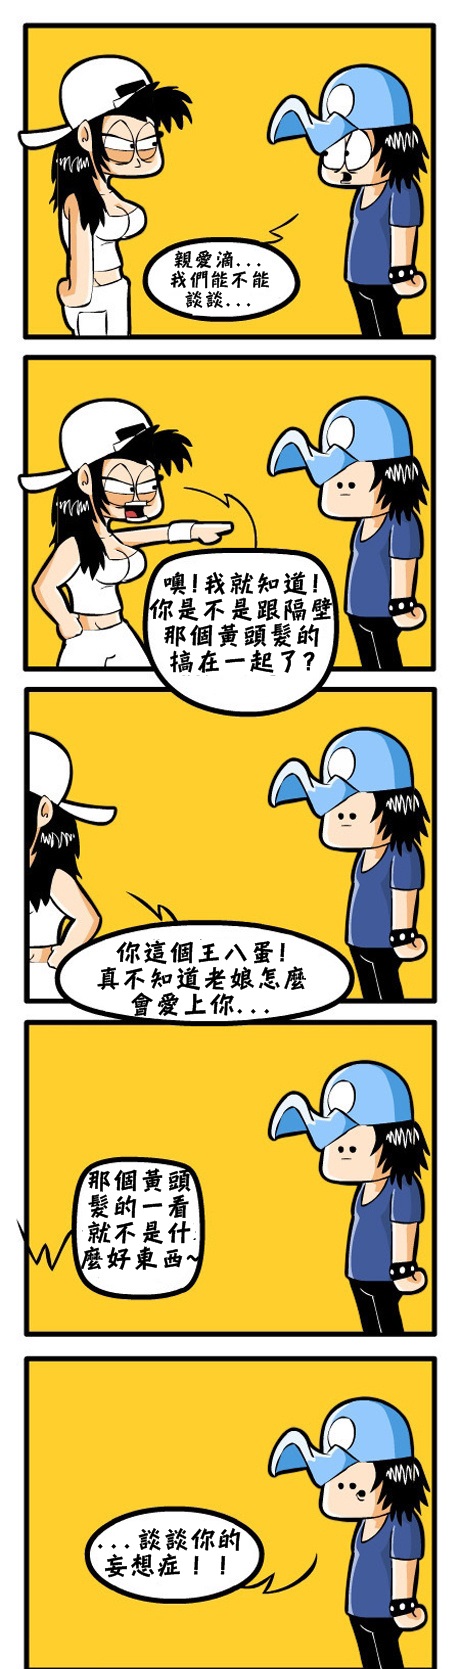 親愛滴...
我們能不能
談談...
噢!我就知道!
你是不是跟隔壁
那個黃頭髮的
搞在一起了?
你這個王八蛋!
真不知道老娘怎麼
會愛上你...
那個黃頭
髮的一看
就不是什
麼好東西~
...談談你的
妄想症！！